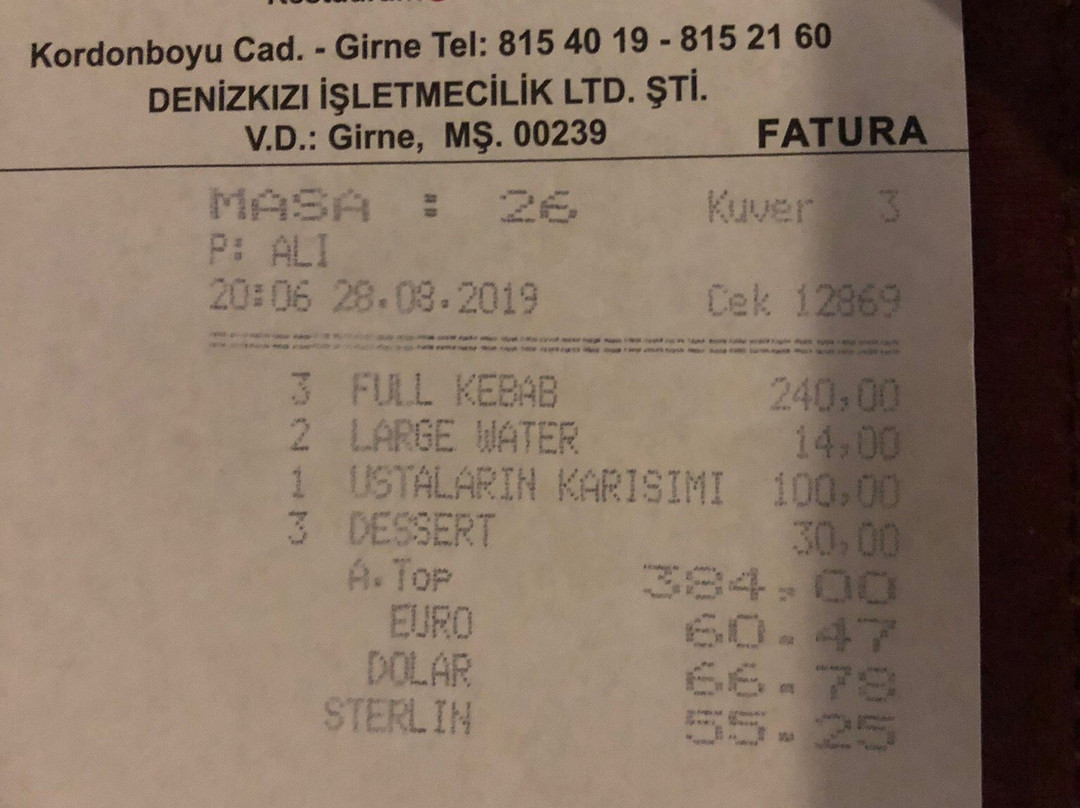 Kordonboyu Cad. - Girne Tel: 815 40 19 - 815 21 60
DENİZKIZI İŞLETMECİLİK LTD. ŞTİ.
V.D.: Girne, MŞ. 00239 FATURA
MASA : 26 Kuver 3
P: ALI
20:06 28.08.2019 Cek 12869
3 FULL KEBAB 240,00
2 LARGE WATER 14,00
1 USTALARIN KARISIMI 100,00
3 DESSERT 30,00
A.Top 384,00
EURO 60.47
DOLAR 66.78
STERLIN 55.25